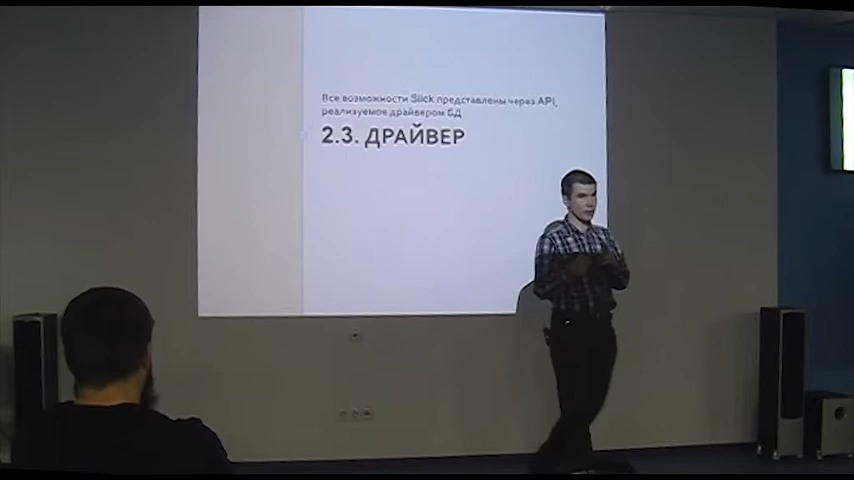 Все возможности Slick представлены через API,
реализуемое драйвером БД
2.3. ДРАЙВЕР